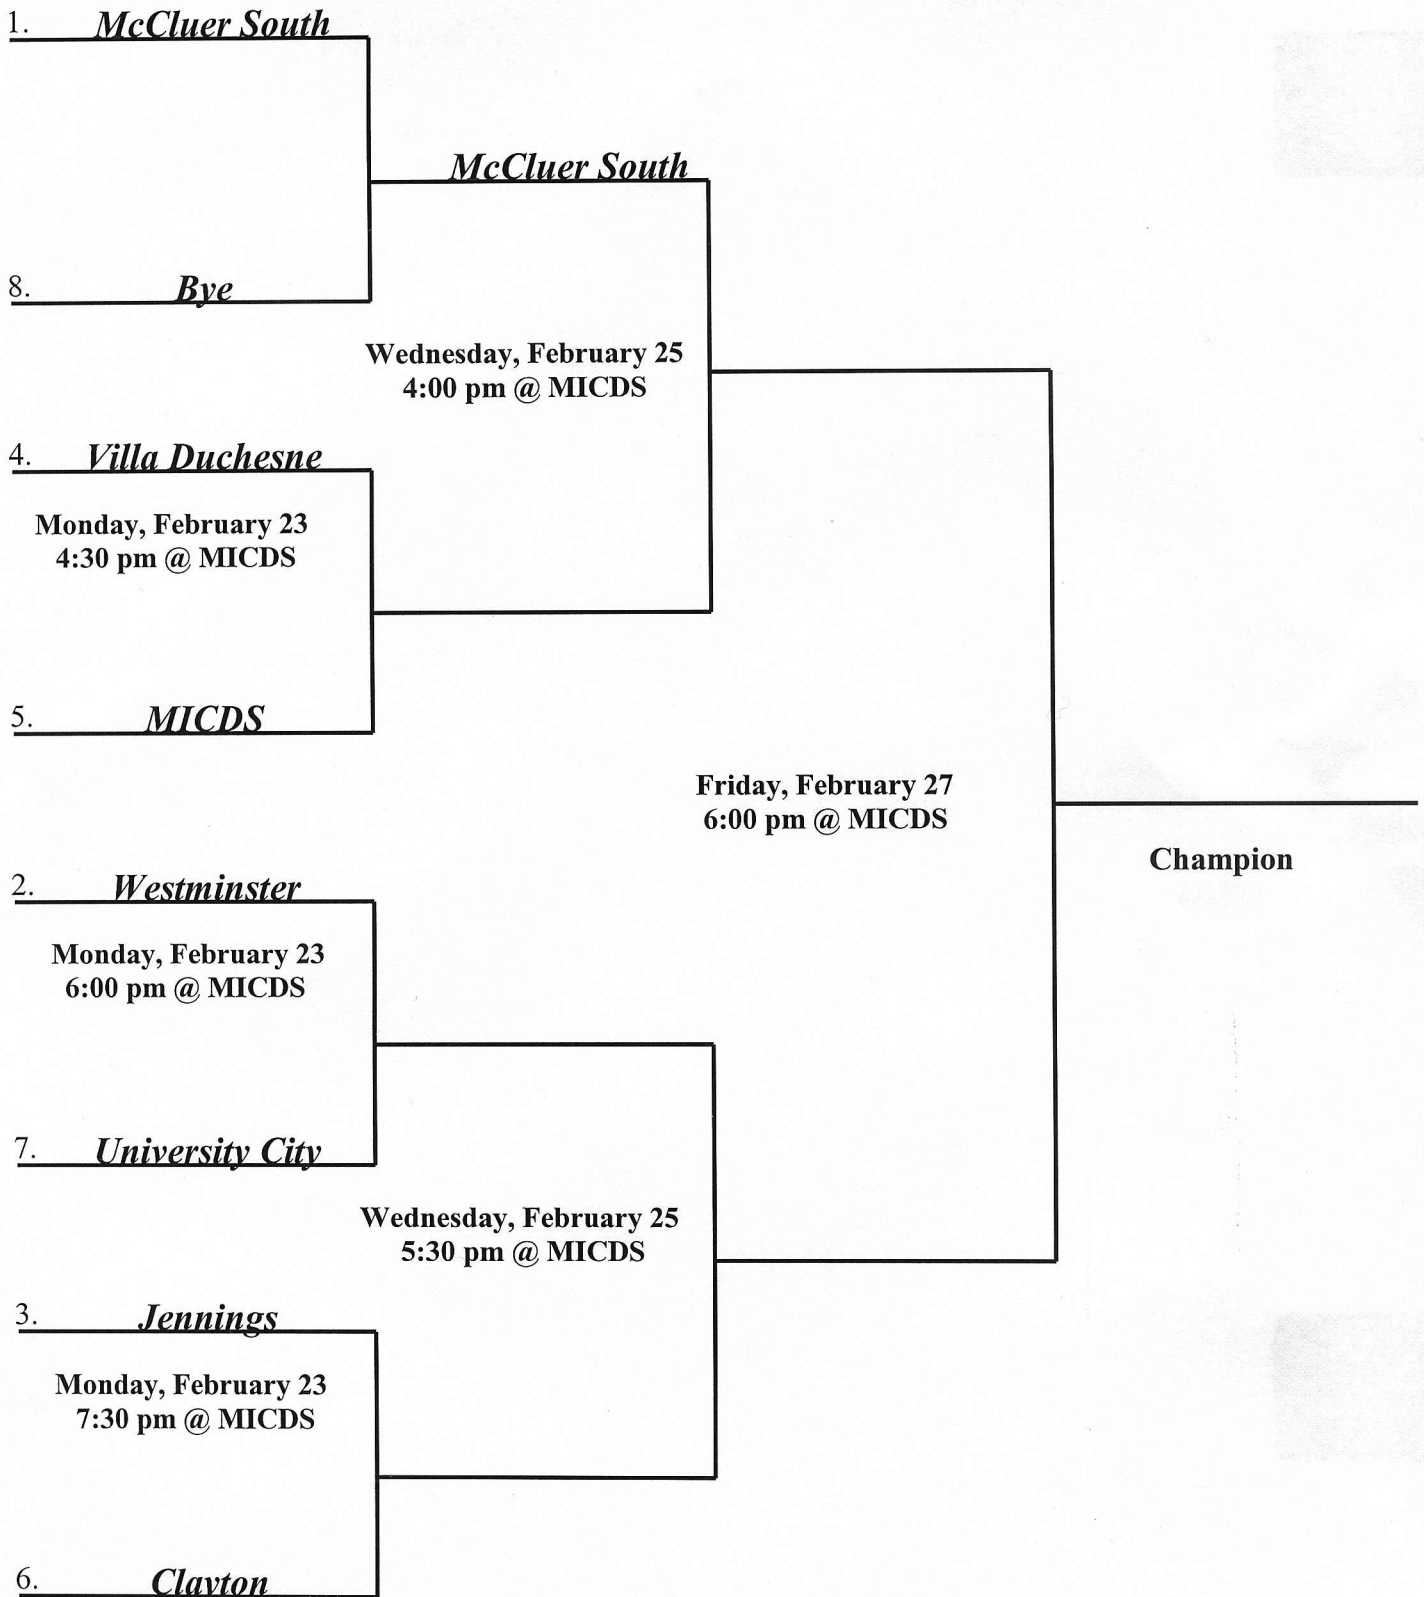 1. McCluer South
McCluer South
8. Bye
Wednesday, February 25
4:00 pm @ MICDS
4. Villa Duchesne
Monday, February 23
4:30 pm @ MICDS
5. MICDS
Friday, February 27
6:00 pm @ MICDS
Champion
2. Westminster
Monday, February 23
6:00 pm @ MICDS
7. University City
Wednesday, February 25
5:30 pm @ MICDS
3. Jennings
Monday, February 23
7:30 pm @ MICDS
6. Clayton